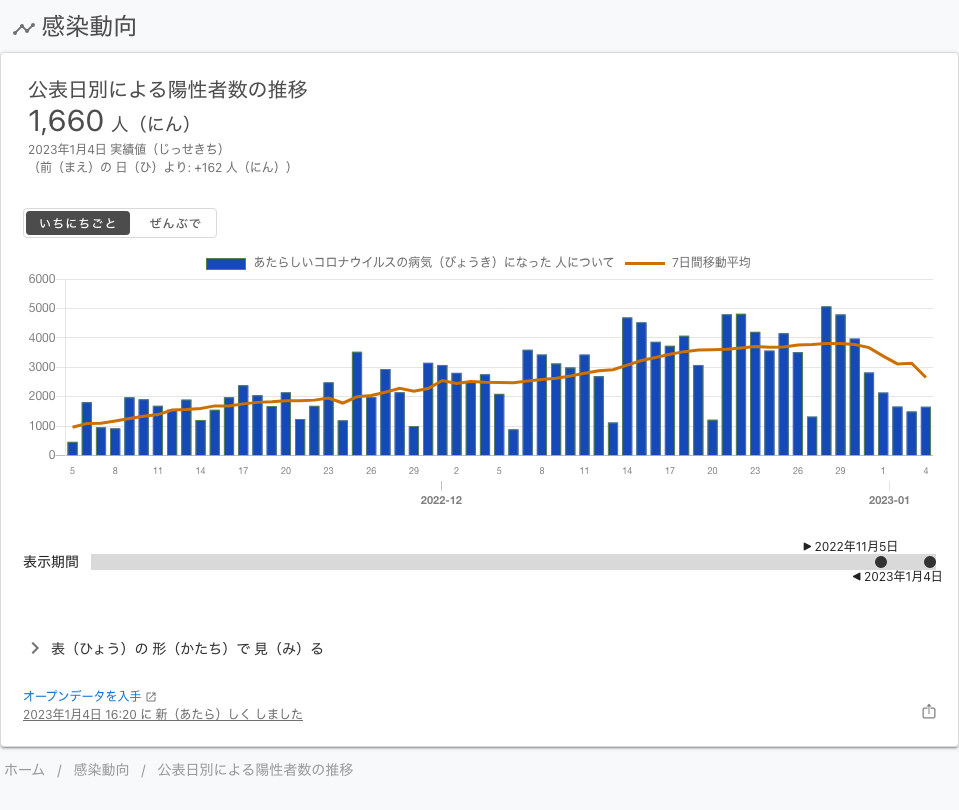 感染動向
公表日別による陽性者数の推移
1,660 人（にん）
2023年1月4日 実績値（じっせきち）
（前（まえ）の 日（ひ）より: +162 人（にん））
いちにちごと ぜんぶで
あたらしいコロナウイルスの病気（びょうき）になった 人について 7日間移動平均
6000
5000
4000
3000
2000
1000
0
5 8 11 14 17 20 23 26 29 2 5 8 11 14 17 20 23 26 29 1 4
2022-12 2023-01
▶ 2022年11月5日
表示期間
◀ 2023年1月4日
表（ひょう）の 形（かたち）で 見（み）る
オープンデータを入手
2023年1月4日 16:20 に 新（あたら）しく しました
ホーム / 感染動向 / 公表日別による陽性者数の推移